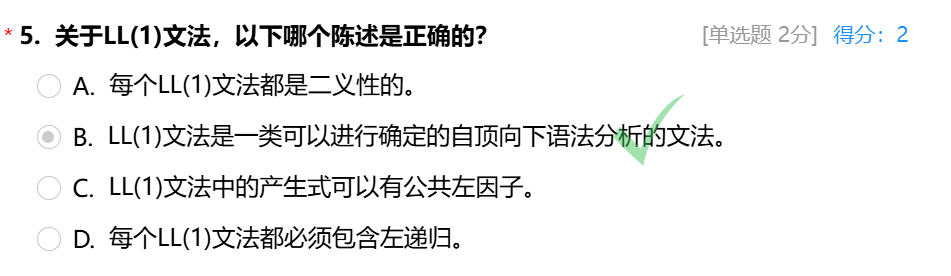 * 5. 关于LL(1)文法，以下哪个陈述是正确的? [单选题 2分] 得分：2
A. 每个LL(1)文法都是二义性的。
B. LL(1)文法是一类可以进行确定的自顶向下语法分析的文法。
C. LL(1)文法中的产生式可以有公共左因子。
D. 每个LL(1)文法都必须包含左递归。